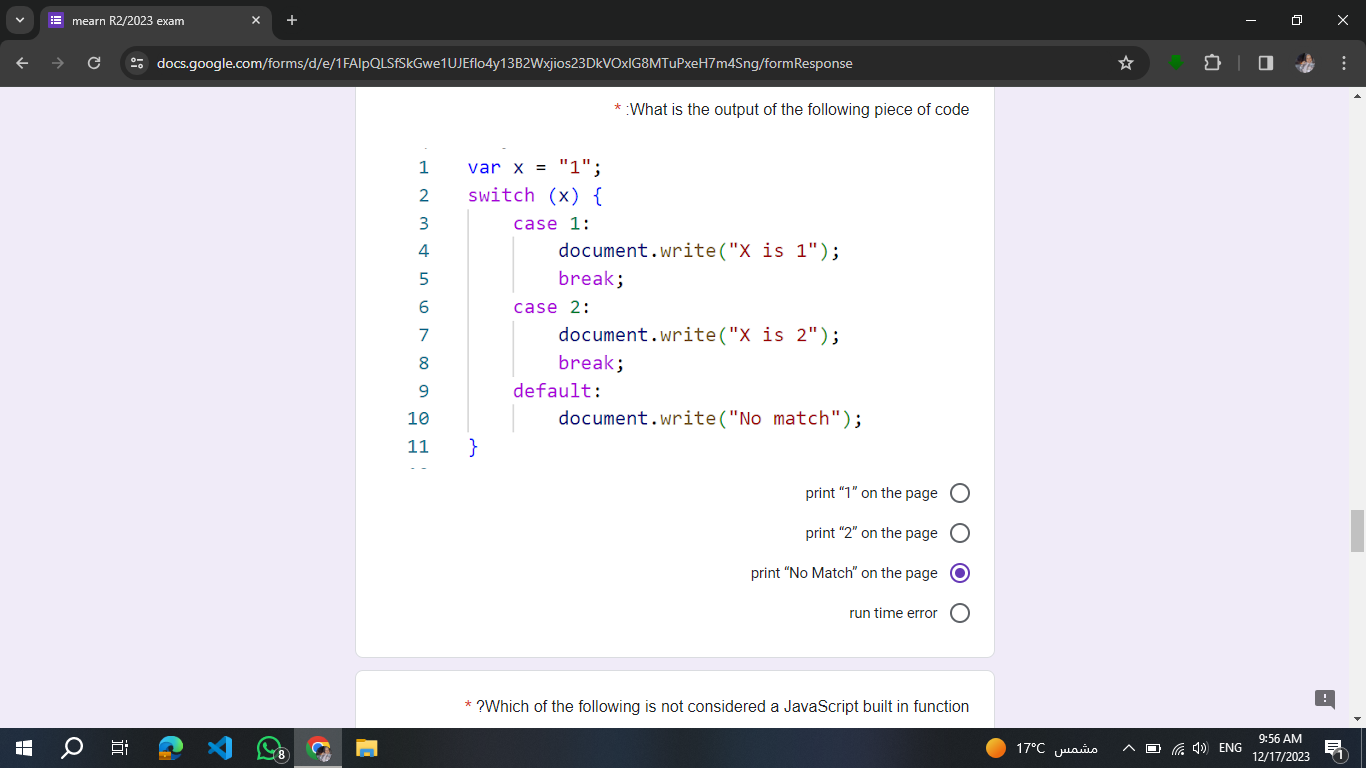 mearn R2/2023 exam
docs.google.com/forms/d/e/1FAIpQLSfSkGwe1UJEflo4y13B2Wxjios23DkVOxlG8MTuPxeH7m4Sng/formResponse
* :What is the output of the following piece of code
1 var x = "1";
2 switch (x) {
3 case 1:
4 document.write("X is 1");
5 break;
6 case 2:
7 document.write("X is 2");
8 break;
9 default:
10 document.write("No match");
11 }
print “1” on the page
print “2” on the page
print “No Match” on the page
run time error
* ?Which of the following is not considered a JavaScript built in function
8
17°C مشمس
ENG
9:56 AM
12/17/2023
1